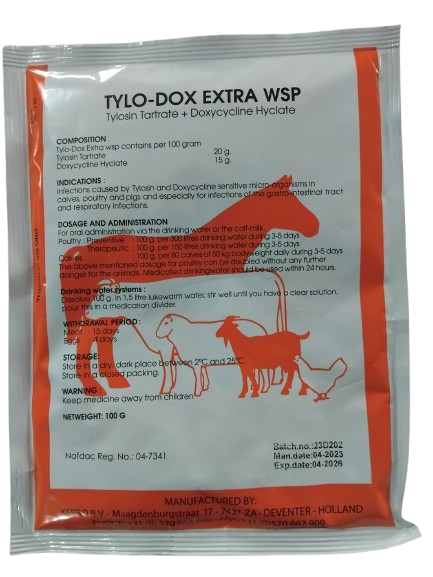 TYLO-DOX EXTRA WSP
Tylosin Tartrate + Doxycycline Hyclate
COMPOSITION :
Tylo-Dox Extra wsp contains per 100 gram
Tylosin Tartrate 20 g.
Doxycycline Hyclate 15 g.
INDICATIONS :
Infections caused by Tylosin and Doxycycline sensitive micro-organisms in
calves, poultry and pigs and especially for infections of the gastro-intestinal tract
and respiratory infections.
DOSAGE AND ADMINISTRATION
For oral administration via the drinking water or the calf-milk.
Poultry : Preventive : 100 g. per 300 litres drinking water during 3-5 days
Therapeutic : 100 g. per 150 litres drinking water during 3-5 days
Calves : 100 g. per 80 calves of 50 kg bodyweight daily during 3-5 days
The above mentioned dosage for poultry can be doubled without any further
danger for the animals. Medicated drinkingwater should be used within 24 hours.
Drinking water systems :
Dissolve 100 g. in 1,5 litre lukewarm water, stir well until you have a clear solution,
pour this in a medication divider.
WITHDRAWAL PERIOD:
Meat : 15 days
Eggs : 4 days
STORAGE:
Store in a dry, dark place between 2°C and 25°C
Store in a closed packing.
WARNING :
Keep medicine away from children
NETWEIGHT: 100 G
Nafdac Reg. No.: 04-7341
Batch.no.:23D202
Man.date:04-2023
Exp.date:04-2026
MANUFACTURED BY:
KEPRO B.V - Maagdenburgstraat 17 - 7421 ZA - DEVENTER - HOLLAND